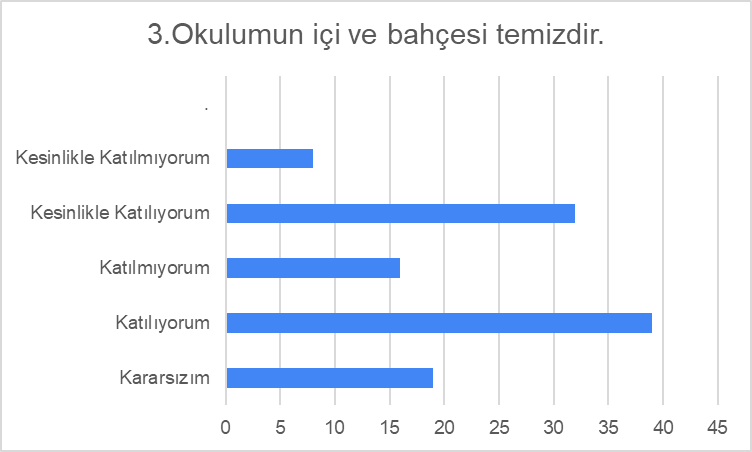 3.Okulumun içi ve bahçesi temizdir.
.
Kesinlikle Katılmıyorum
Kesinlikle Katılıyorum
Katılmıyorum
Katılıyorum
Kararsızım
0 5 10 15 20 25 30 35 40 45